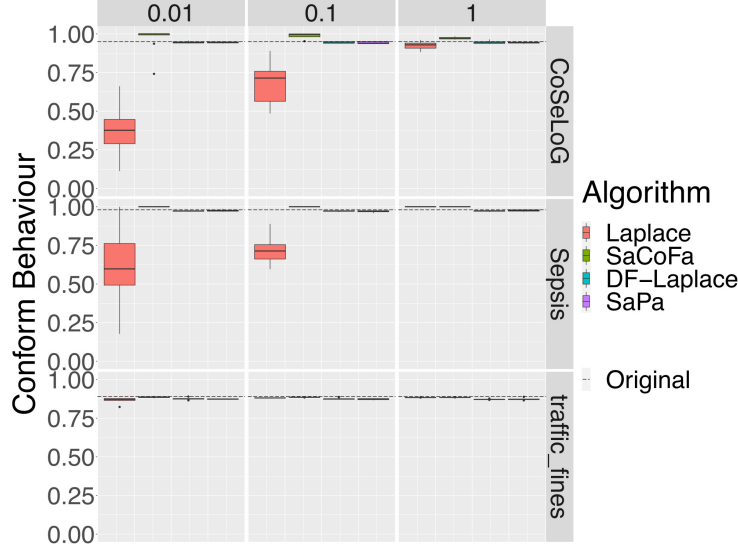 0.01 0.1 1
Conform Behaviour
1.00
0.75
0.50
0.25
0.00
CoSeLoG
1.00
0.75
0.50
0.25
0.00
Sepsis
1.00
0.75
0.50
0.25
0.00
traffic_fines
Algorithm
Laplace
SaCoFa
DF-Laplace
SaPa
Original